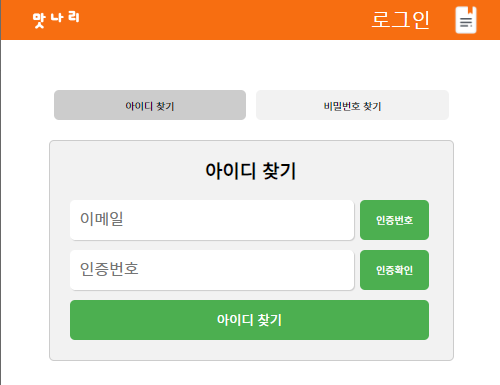 맛나리
로그인
아이디 찾기
비밀번호 찾기
아이디 찾기
이메일
인증번호
인증번호
인증확인
아이디 찾기